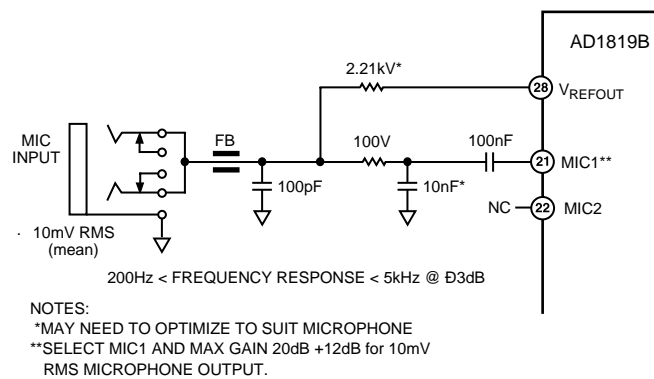 AD1819B
2.21kV*
28
VREFOUT
MIC
INPUT
FB
100V
100nF
21
MIC1**
100pF
10nF*
NC
22
MIC2
· 10mV RMS
(mean)
200Hz < FREQUENCY RESPONSE < 5kHz @ Ð3dB
NOTES:
*MAY NEED TO OPTIMIZE TO SUIT MICROPHONE
**SELECT MIC1 AND MAX GAIN 20dB +12dB for 10mV
RMS MICROPHONE OUTPUT.